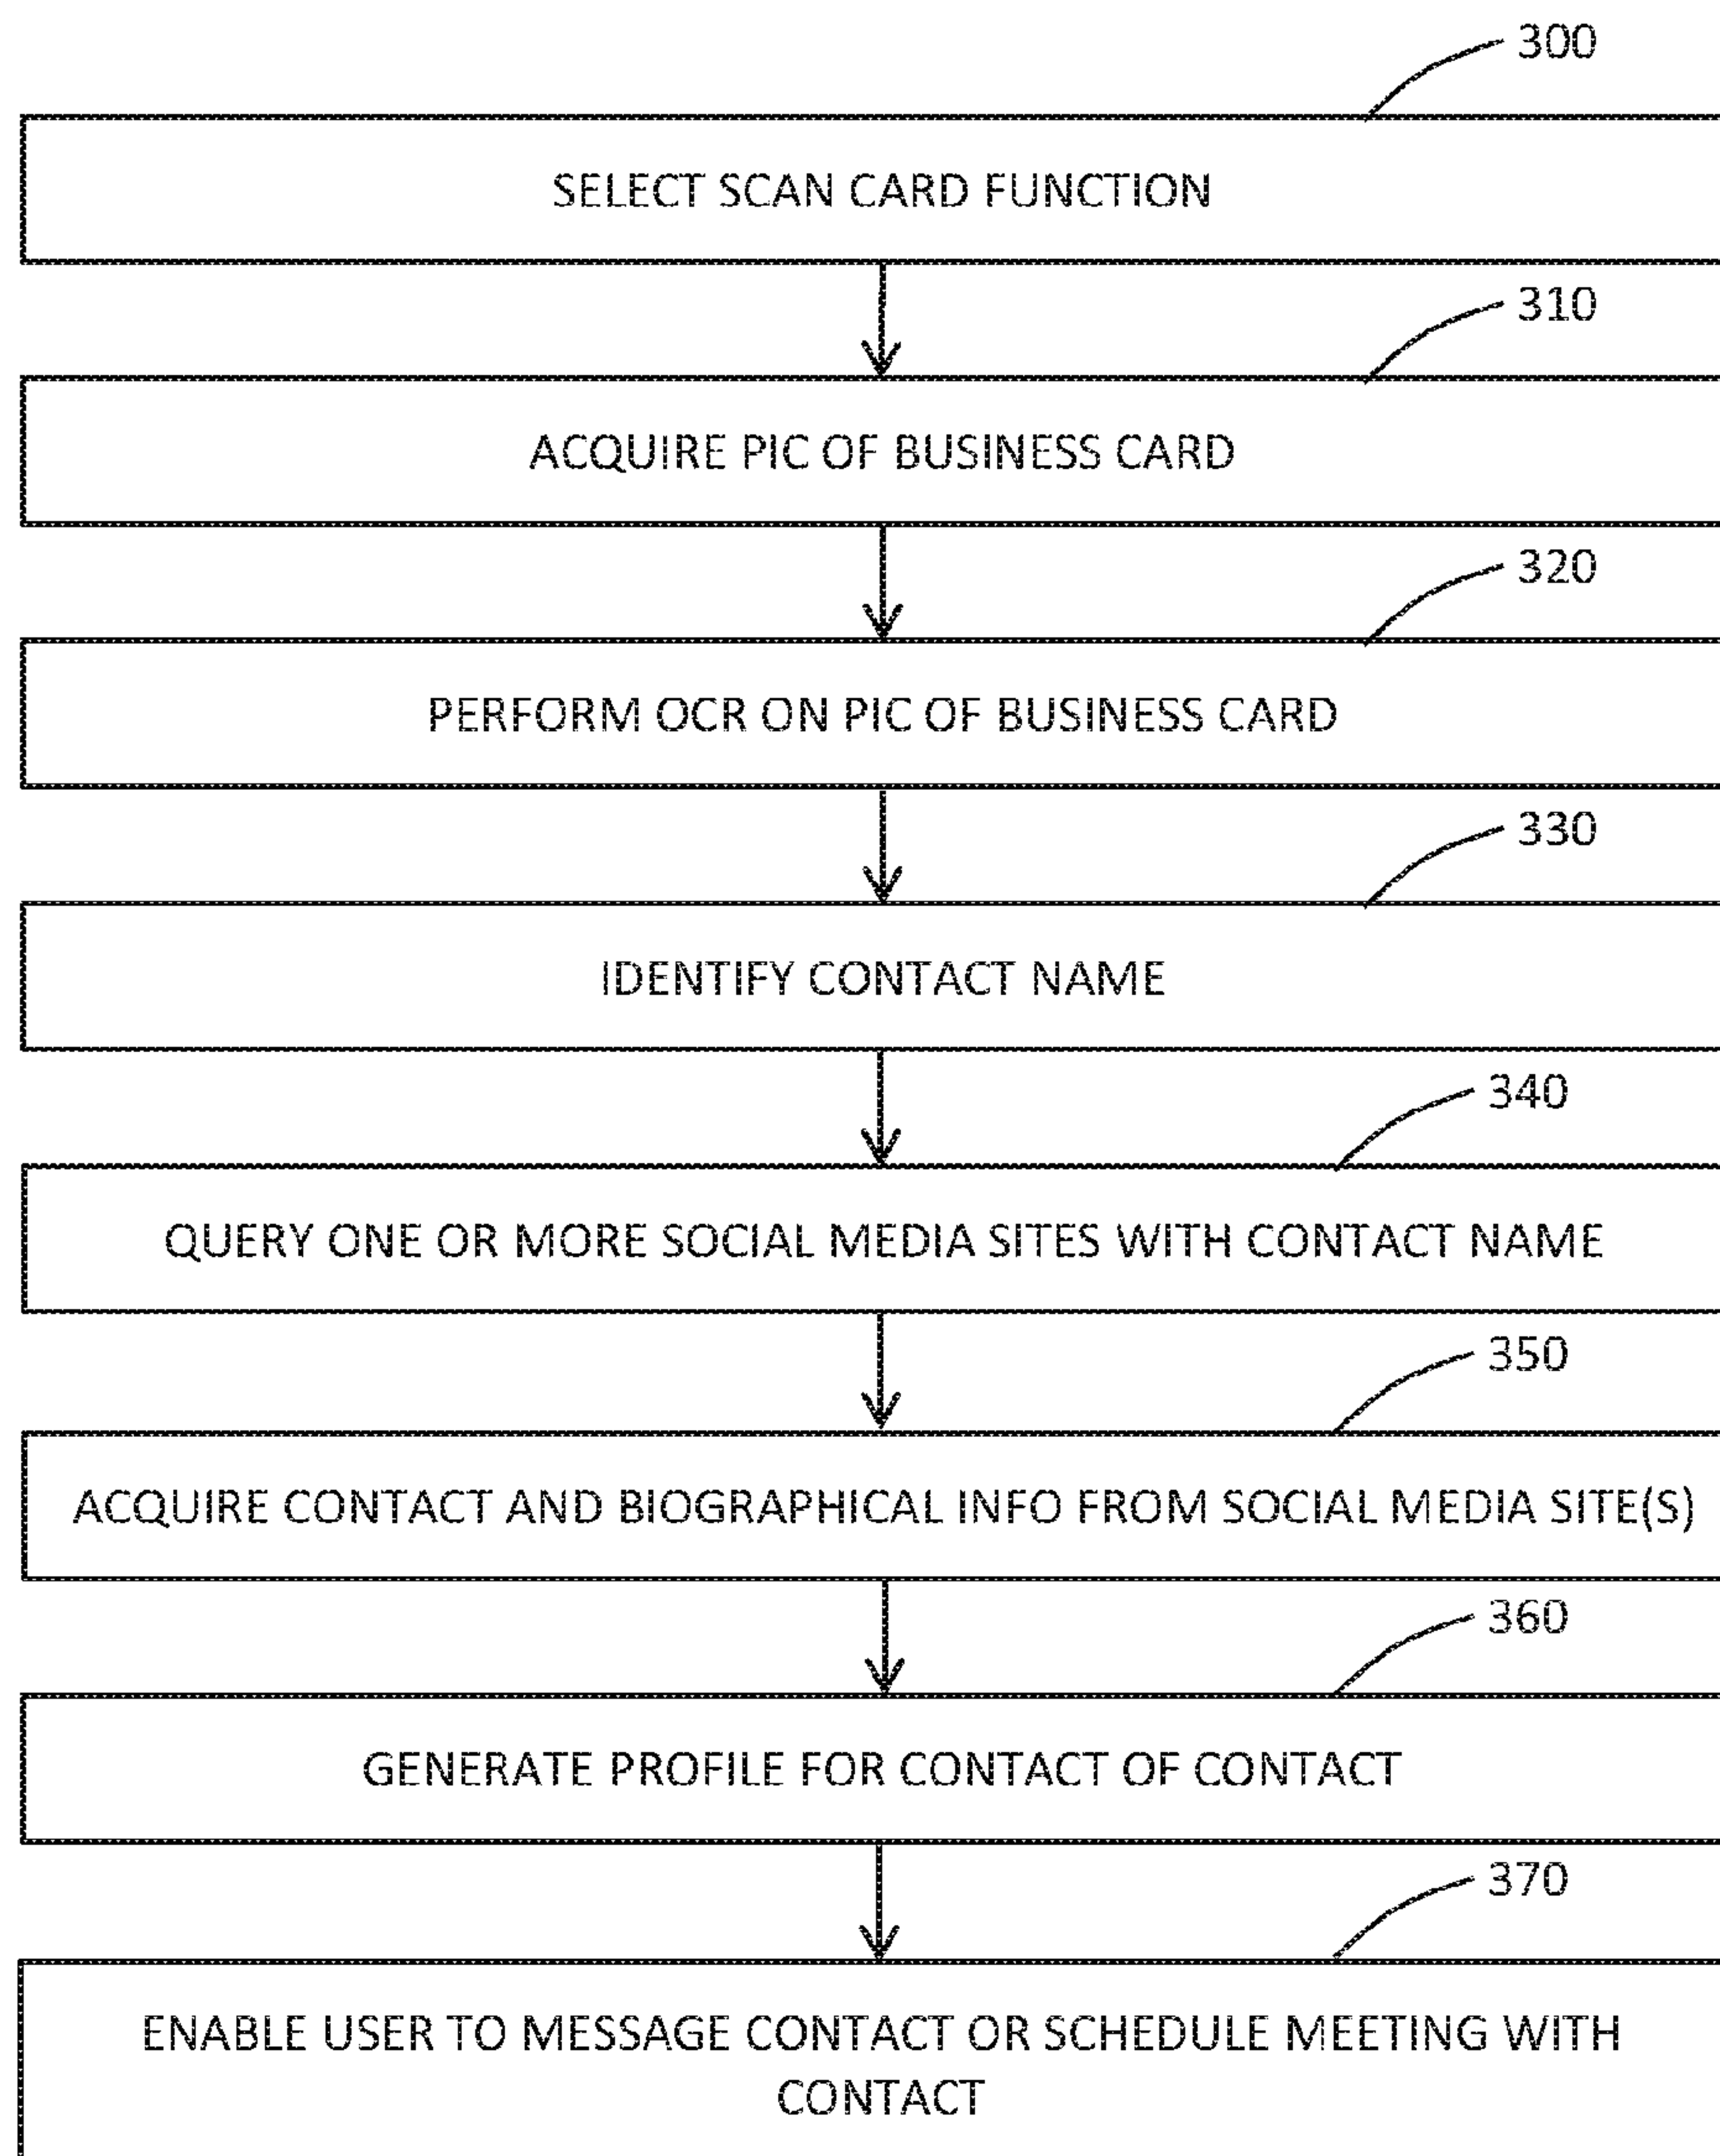 300
SELECT SCAN CARD FUNCTION
310
ACQUIRE PIC OF BUSINESS CARD
320
PERFORM OCR ON PIC OF BUSINESS CARD
330
IDENTIFY CONTACT NAME
340
QUERY ONE OR MORE SOCIAL MEDIA SITES WITH CONTACT NAME
350
ACQUIRE CONTACT AND BIOGRAPHICAL INFO FROM SOCIAL MEDIA SITE(S)
360
GENERATE PROFILE FOR CONTACT OF CONTACT
370
ENABLE USER TO MESSAGE CONTACT OR SCHEDULE MEETING WITH
CONTACT